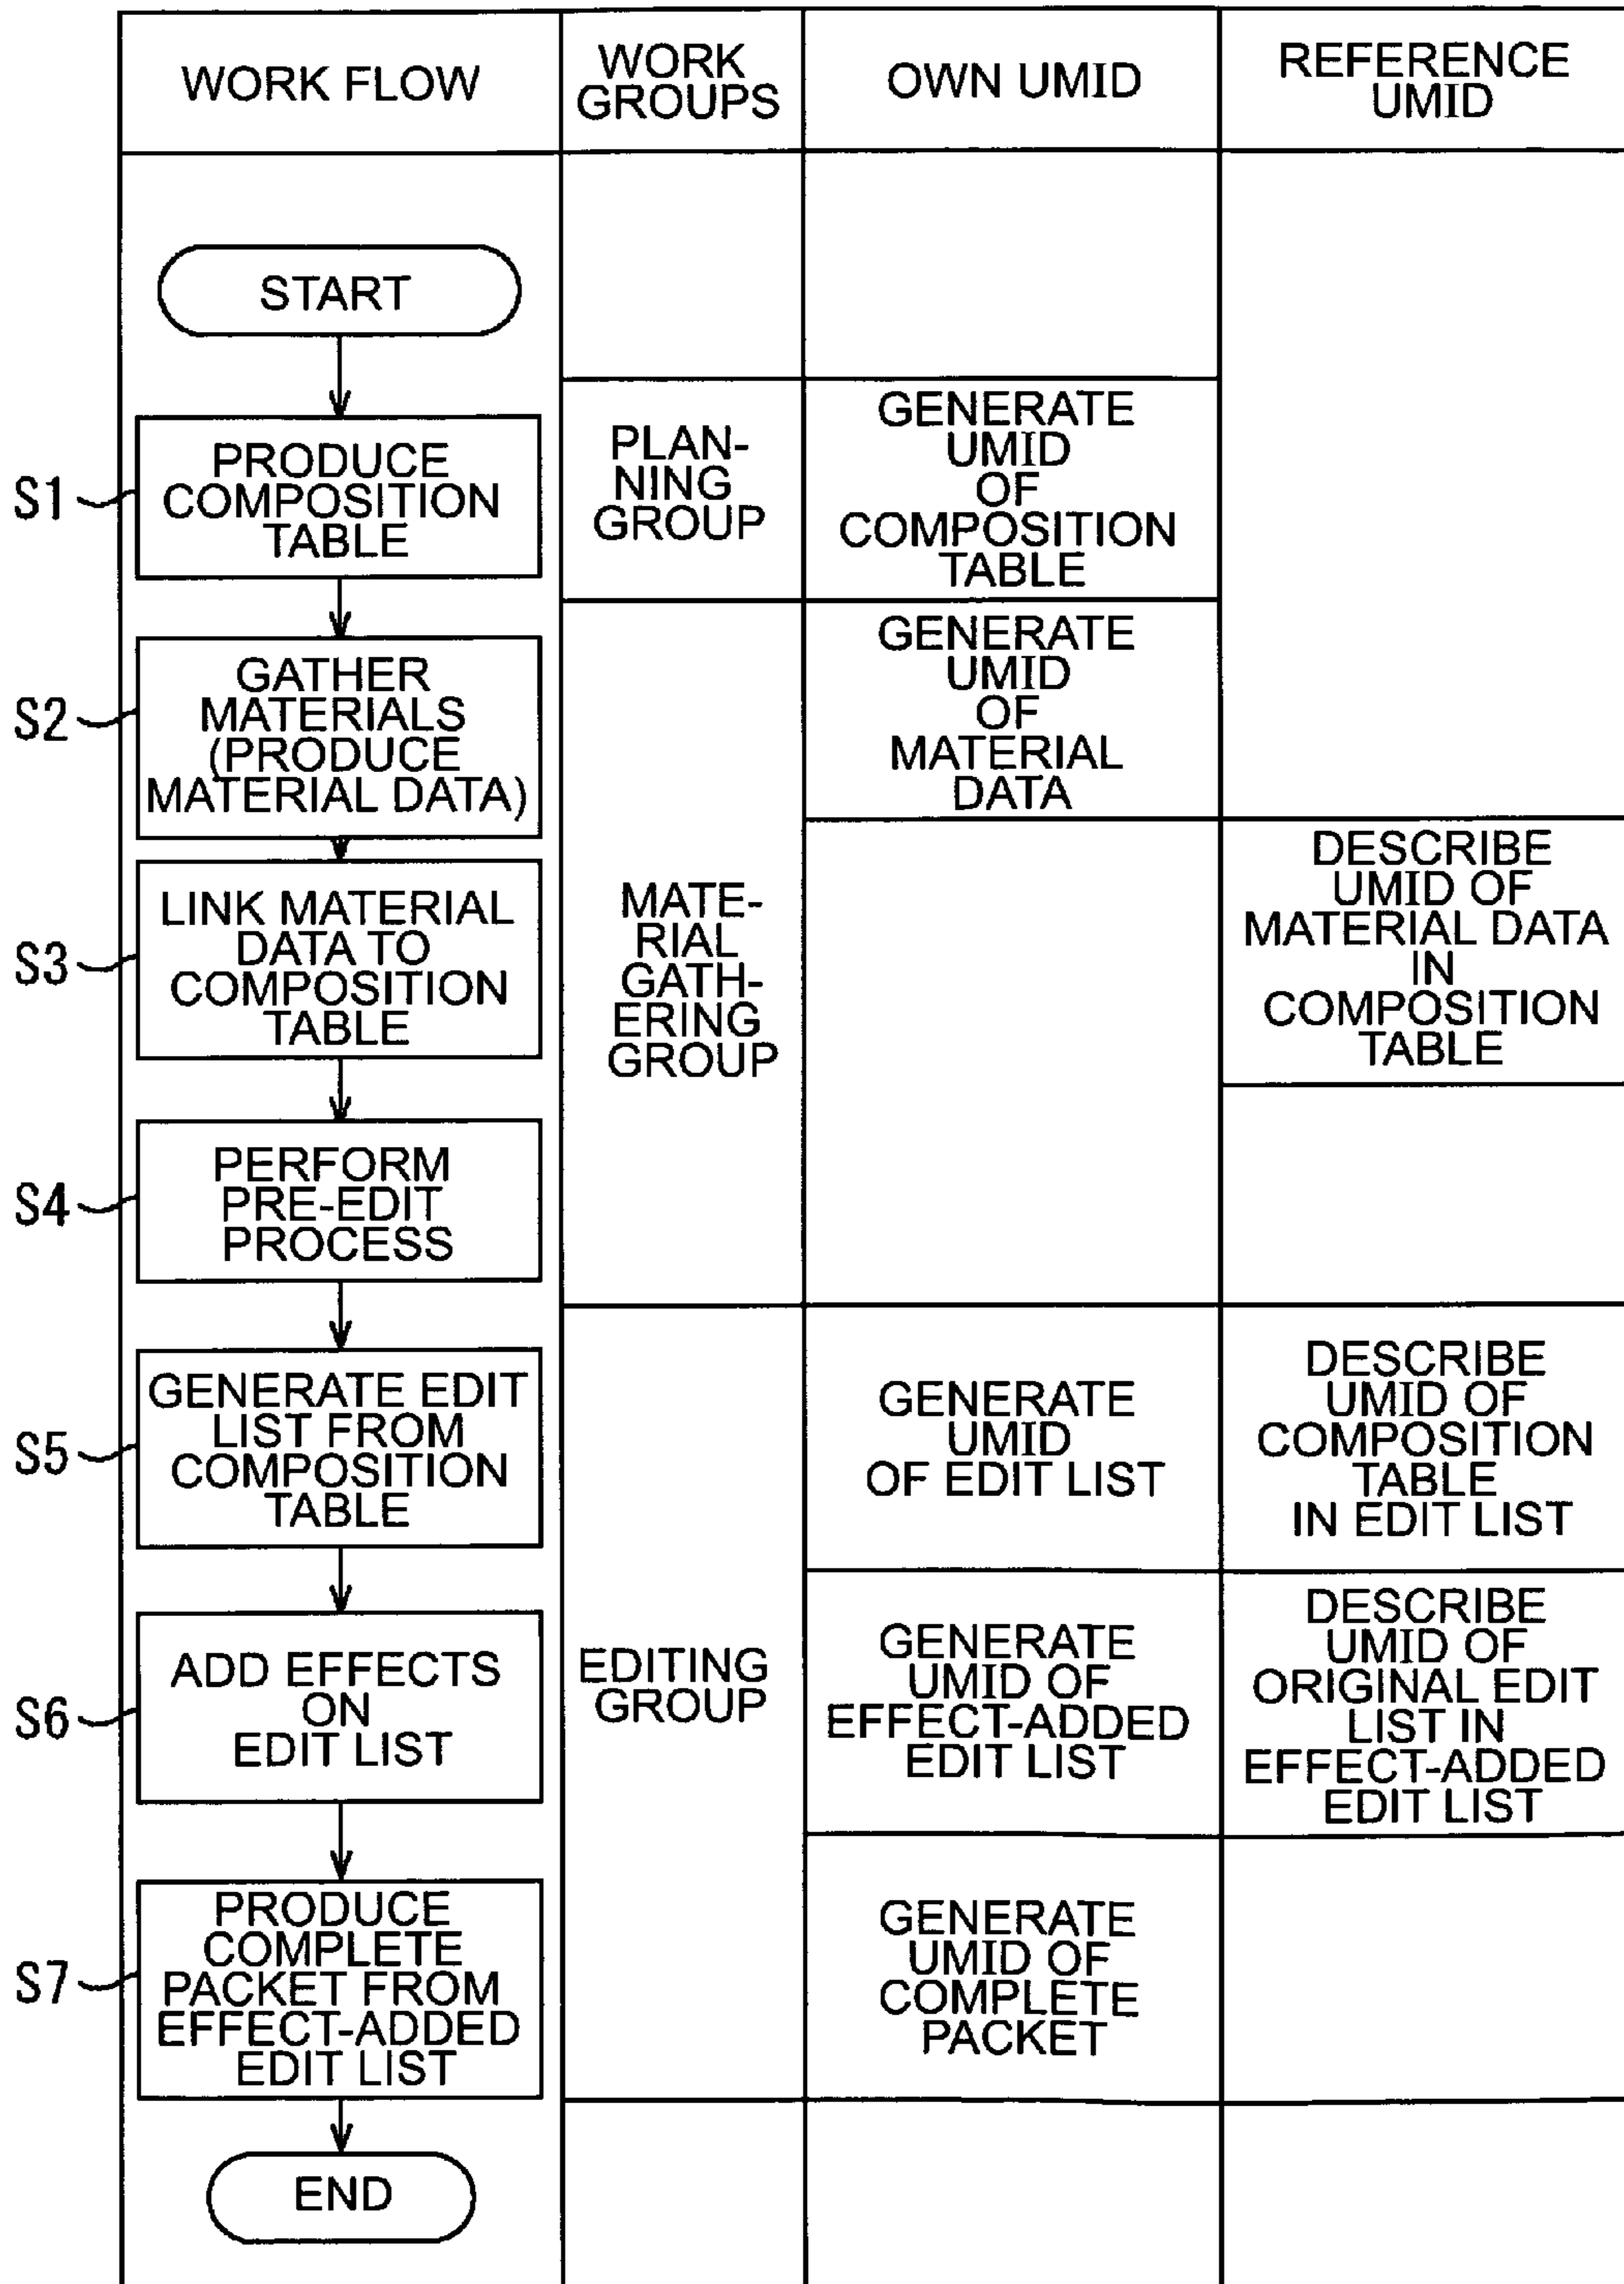 WORK FLOW
WORK
GROUPS
OWN UMID
REFERENCE
UMID
START
S1
PRODUCE
COMPOSITION
TABLE
PLAN-
NING
GROUP
GENERATE
UMID
OF
COMPOSITION
TABLE
S2
GATHER
MATERIALS
(PRODUCE
MATERIAL DATA)
GENERATE
UMID
OF
MATERIAL
DATA
S3
LINK MATERIAL
DATA TO
COMPOSITION
TABLE
MATE-
RIAL
GATH-
ERING
GROUP
DESCRIBE
UMID OF
MATERIAL DATA
IN
COMPOSITION
TABLE
S4
PERFORM
PRE-EDIT
PROCESS
S5
GENERATE EDIT
LIST FROM
COMPOSITION
TABLE
GENERATE
UMID
OF EDIT LIST
DESCRIBE
UMID OF
COMPOSITION
TABLE
IN EDIT LIST
S6
ADD EFFECTS
ON
EDIT LIST
EDITING
GROUP
GENERATE
UMID OF
EFFECT-ADDED
EDIT LIST
DESCRIBE
UMID OF
ORIGINAL EDIT
LIST IN
EFFECT-ADDED
EDIT LIST
S7
PRODUCE
COMPLETE
PACKET FROM
EFFECT-ADDED
EDIT LIST
GENERATE
UMID OF
COMPLETE
PACKET
END